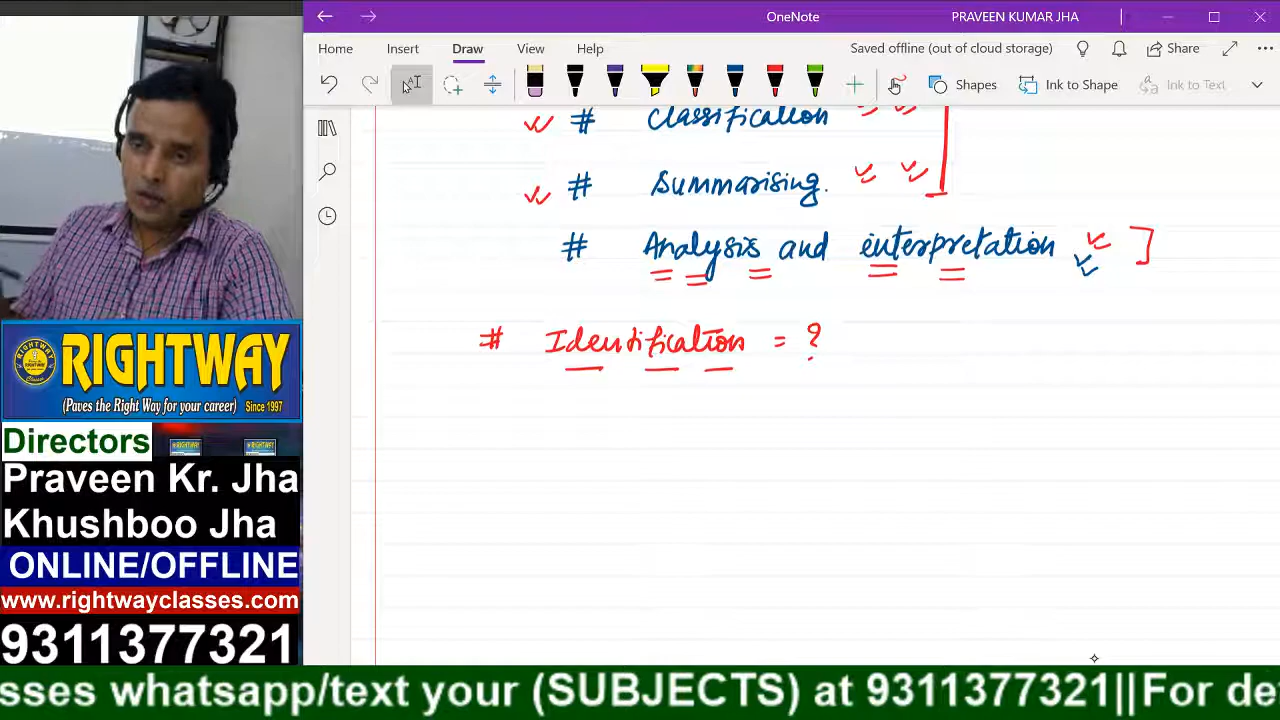 OneNote PRAVEEN KUMAR JHA
Home Insert Draw View Help Saved offline (out of cloud storage) Share
Shapes Ink to Shape Ink to Text
# Classification
# Summarising.
# Analysis and interpretation
# Identification = ?
RIGHTWAY
(Paves the Right Way for your career) Since 1997
Directors
Praveen Kr. Jha
Khushboo Jha
ONLINE/OFFLINE
www.rightwayclasses.com
9311377321
sses whatsapp/text your (SUBJECTS) at 9311377321||For de